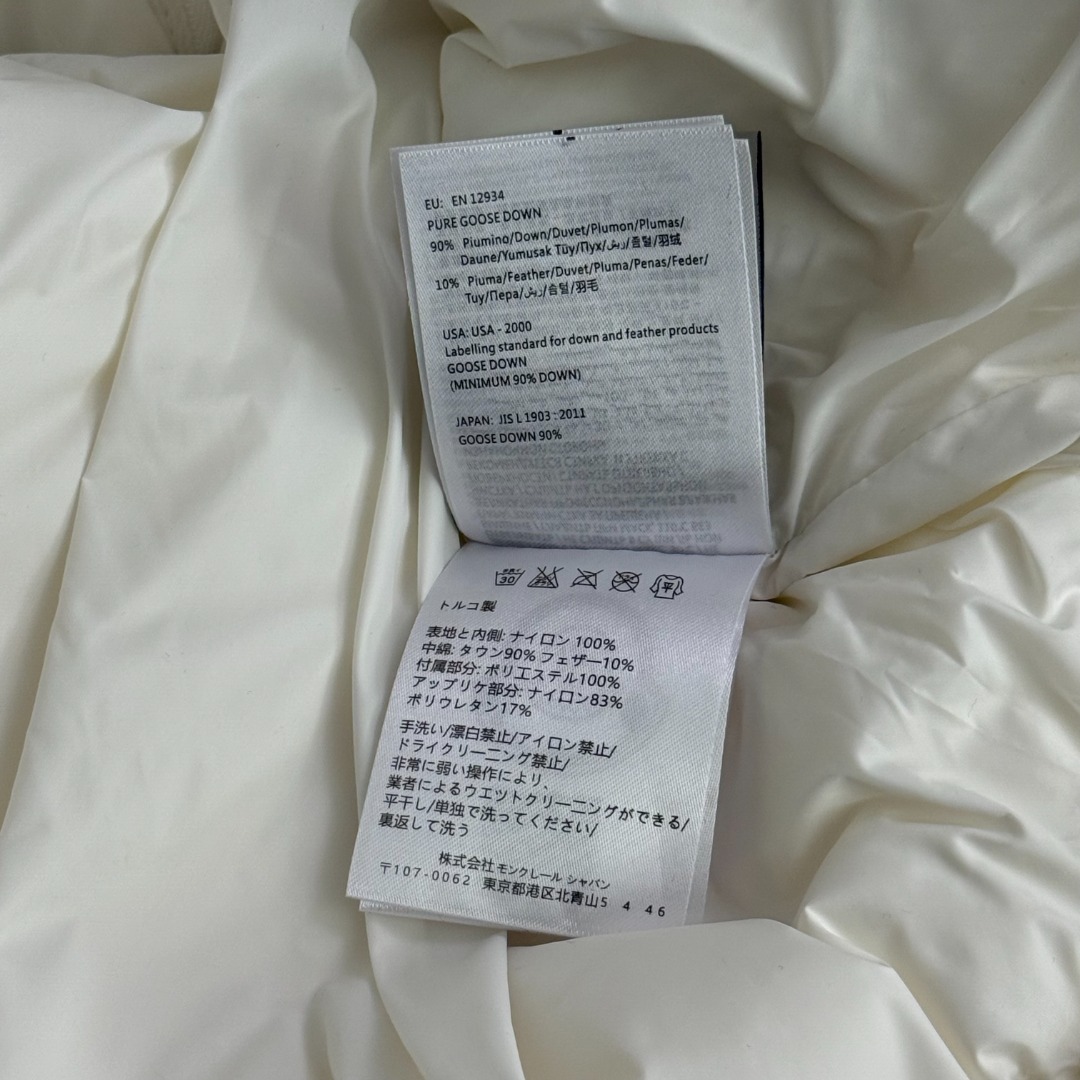 EU: EN 12934
PURE GOOSE DOWN
90% Piumino/Down/Duvet/Plumon/Plumas/
Daune/Yumusak Tüy/Пух/ریش/솜털/羽绒
10% Piuma/Feather/Duvet/Pluma/Penas/Feder/
Tuy/Пера/ریش/솜털/羽毛
USA: USA - 2000
Labelling standard for down and feather products
GOOSE DOWN
(MINIMUM 90% DOWN)
JAPAN: JIS L 1903 : 2011
GOOSE DOWN 90%
30 平
トルコ製
表地と内側: ナイロン 100%
中綿: タウン90% フェザー10%
付属部分: ポリエステル100%
アップリケ部分: ナイロン83%
ポリウレタン17%
手洗い/漂白禁止/アイロン禁止/
ドライクリーニング禁止/
非常に弱い操作により、
業者によるウエットクリーニングができる/
平干し/単独で洗ってください/
裏返して洗う
株式会社 モンクレール シャバン
〒107-0062 東京都港区北青山5 4 46